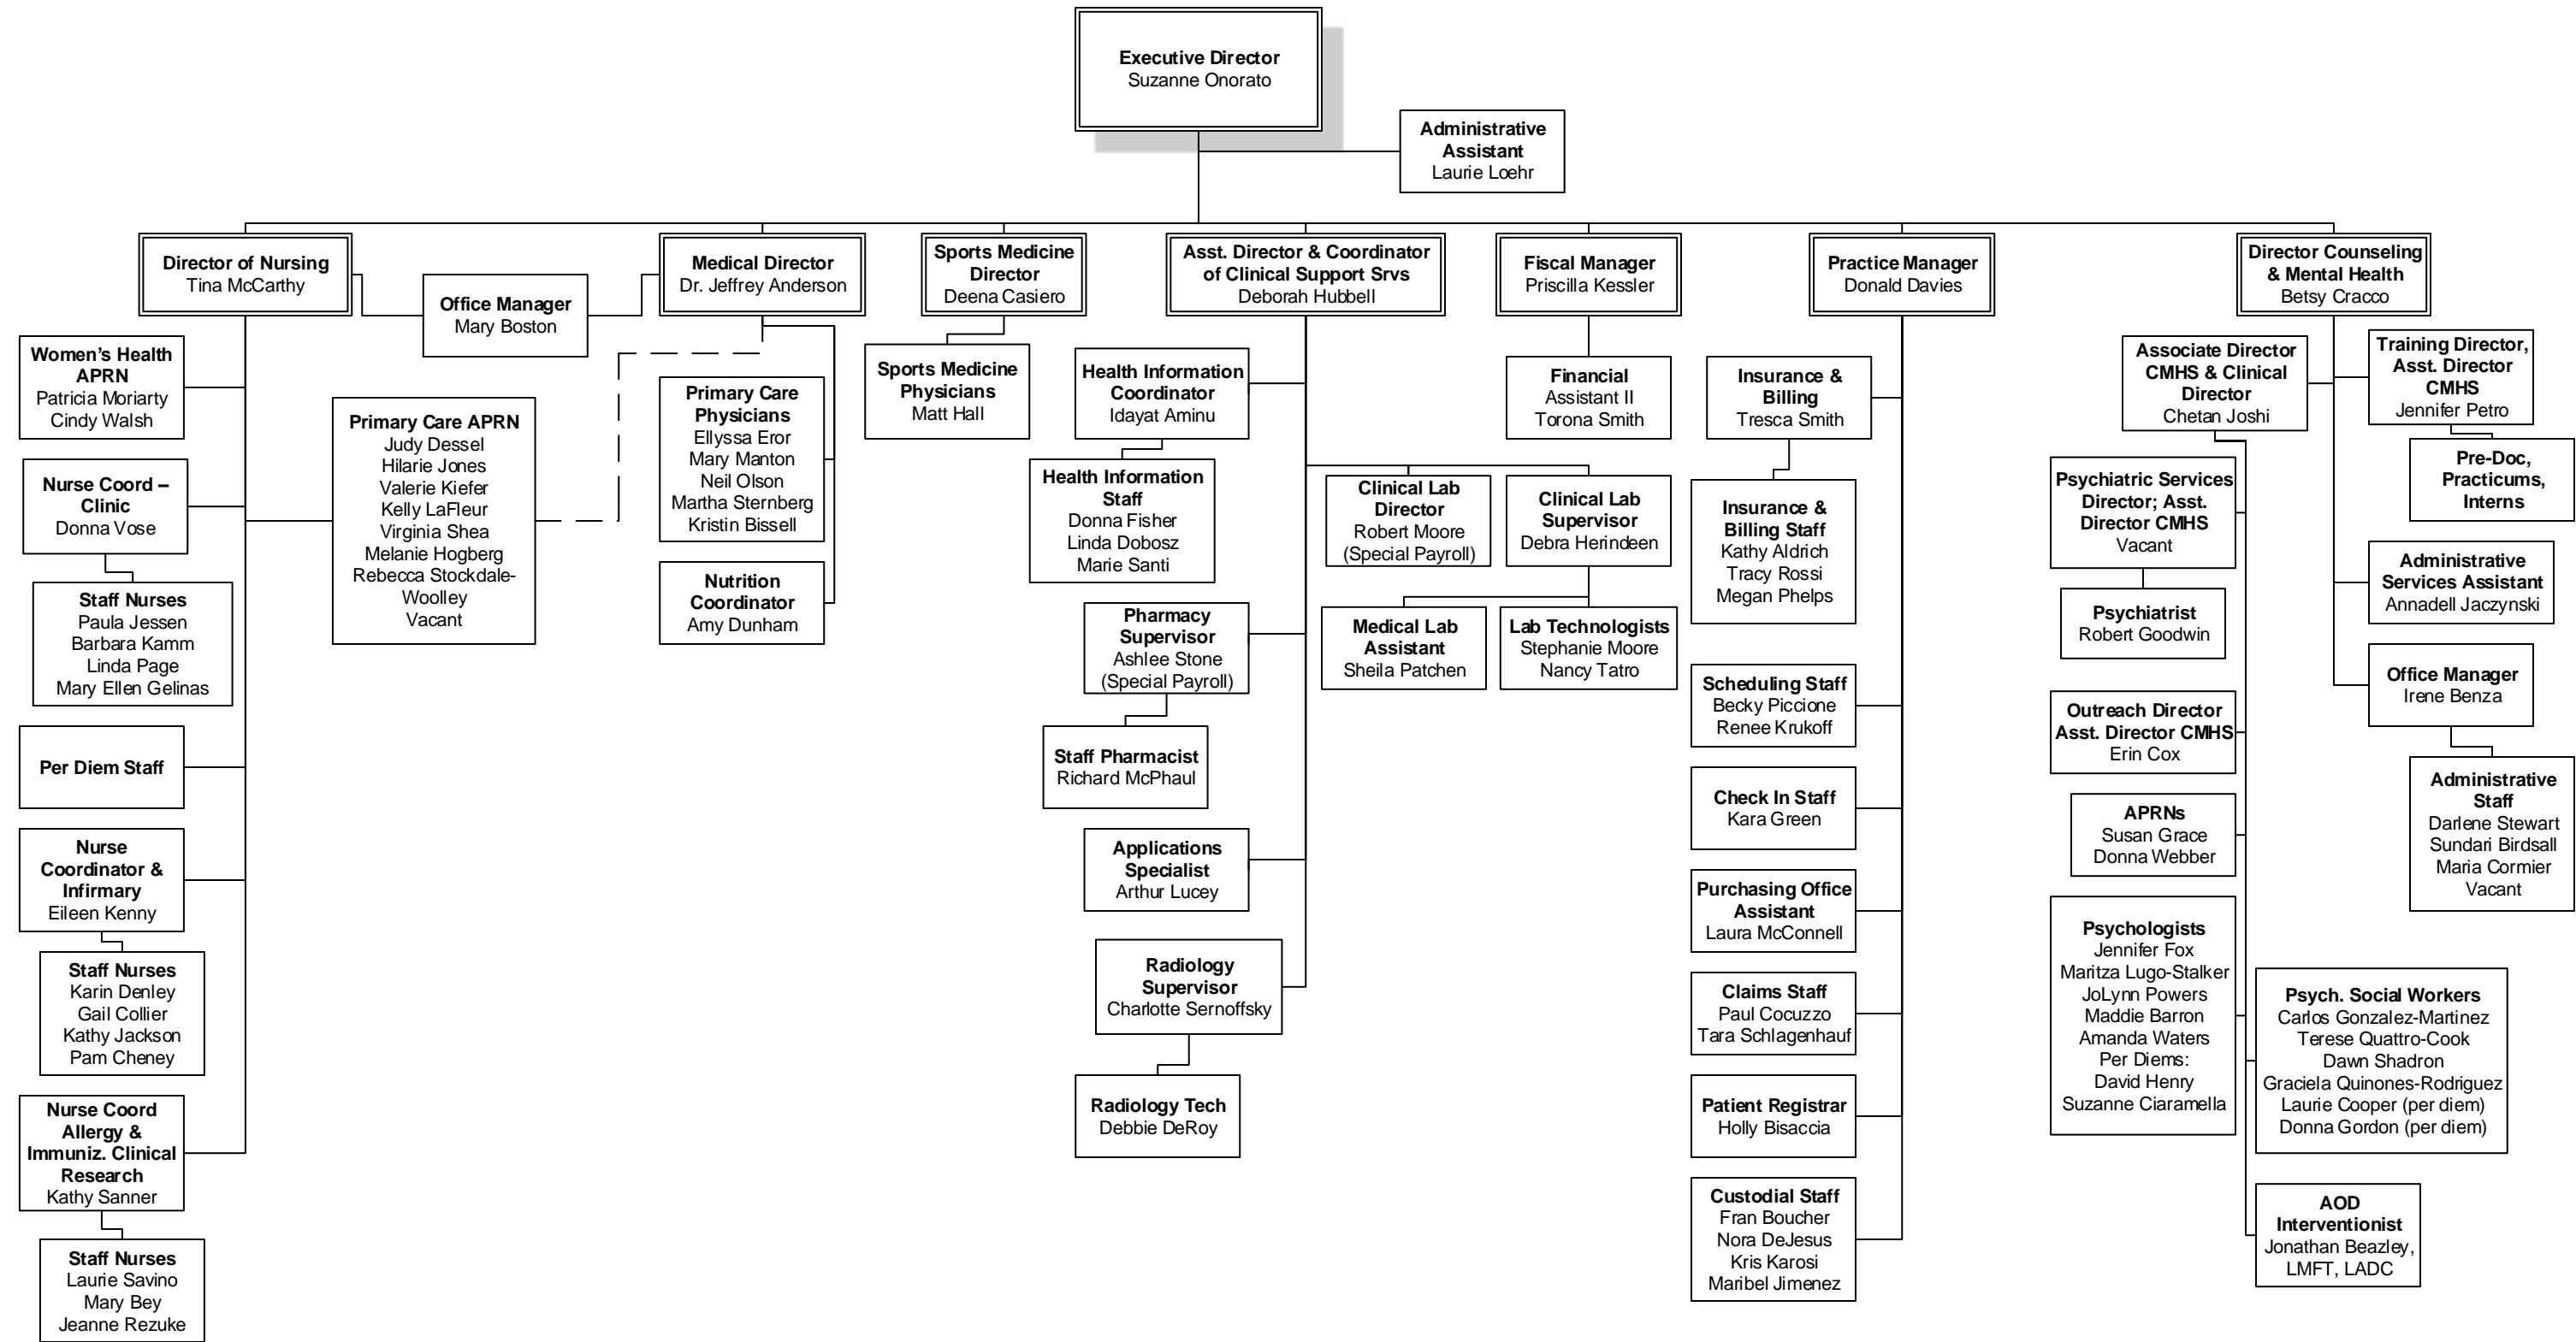 Executive Director
Suzanne Onorato
Administrative
Assistant
Laurie Loehr
Director of Nursing
Tina McCarthy
Office Manager
Mary Boston
Medical Director
Dr. Jeffrey Anderson
Sports Medicine
Director
Deena Casiero
Asst. Director & Coordinator
of Clinical Support Srvs
Deborah Hubbell
Fiscal Manager
Priscilla Kessler
Practice Manager
Donald Davies
Director Counseling
& Mental Health
Betsy Cracco
Women's Health
APRN
Patricia Moriarty
Cindy Walsh
Nurse Coord –
Clinic
Donna Vose
Staff Nurses
Paula Jessen
Barbara Kamm
Linda Page
Mary Ellen Gelinas
Per Diem Staff
Nurse
Coordinator &
Infirmary
Eileen Kenny
Staff Nurses
Karin Denley
Gail Collier
Kathy Jackson
Pam Cheney
Nurse Coord
Allergy &
Immuniz. Clinical
Research
Kathy Sanner
Staff Nurses
Laurie Savino
Mary Bey
Jeanne Rezuke
Primary Care APRN
Judy Dessel
Hilarie Jones
Valerie Kiefer
Kelly LaFleur
Virginia Shea
Melanie Hogberg
Rebecca Stockdale-
Woolley
Vacant
Primary Care
Physicians
Ellyssa Eror
Mary Manton
Neil Olson
Martha Sternberg
Kristin Bissell
Nutrition
Coordinator
Amy Dunham
Sports Medicine
Physicians
Matt Hall
Health Information
Coordinator
Idayat Aminu
Health Information
Staff
Donna Fisher
Linda Dobosz
Marie Santi
Pharmacy
Supervisor
Ashlee Stone
(Special Payroll)
Staff Pharmacist
Richard McPhaul
Applications
Specialist
Arthur Lucey
Radiology
Supervisor
Charlotte Sernoffsky
Radiology Tech
Debbie DeRoy
Clinical Lab
Director
Robert Moore
(Special Payroll)
Clinical Lab
Supervisor
Debra Herindeen
Medical Lab
Assistant
Sheila Patchen
Lab Technologists
Stephanie Moore
Nancy Tatro
Financial
Assistant II
Torona Smith
Insurance &
Billing
Tresca Smith
Insurance &
Billing Staff
Kathy Aldrich
Tracy Rossi
Megan Phelps
Scheduling Staff
Becky Piccione
Renee Krukoff
Check In Staff
Kara Green
Purchasing Office
Assistant
Laura McConnell
Claims Staff
Paul Cocuzzo
Tara Schlagenhauf
Patient Registrar
Holly Bisaccia
Custodial Staff
Fran Boucher
Nora DeJesus
Kris Karosi
Maribel Jimenez
Associate Director
CMHS & Clinical
Director
Chetan Joshi
Psychiatric Services
Director; Asst.
Director CMHS
Vacant
Psychiatrist
Robert Goodwin
Outreach Director
Asst. Director CMHS
Erin Cox
APRNs
Susan Grace
Donna Webber
Psychologists
Jennifer Fox
Maritza Lugo-Stalker
JoLynn Powers
Maddie Barron
Amanda Waters
Per Diems:
David Henry
Suzanne Ciaramella
Psych. Social Workers
Carlos Gonzalez-Martinez
Terese Quattro-Cook
Dawn Shadron
Graciela Quinones-Rodriguez
Laurie Cooper (per diem)
Donna Gordon (per diem)
AOD
Interventionist
Jonathan Beazley,
LMFT, LADC
Training Director,
Asst. Director
CMHS
Jennifer Petro
Pre-Doc,
Practicums,
Interns
Administrative
Services Assistant
Annadell Jaczynski
Office Manager
Irene Benza
Administrative
Staff
Darlene Stewart
Sundari Birdsall
Maria Cormier
Vacant